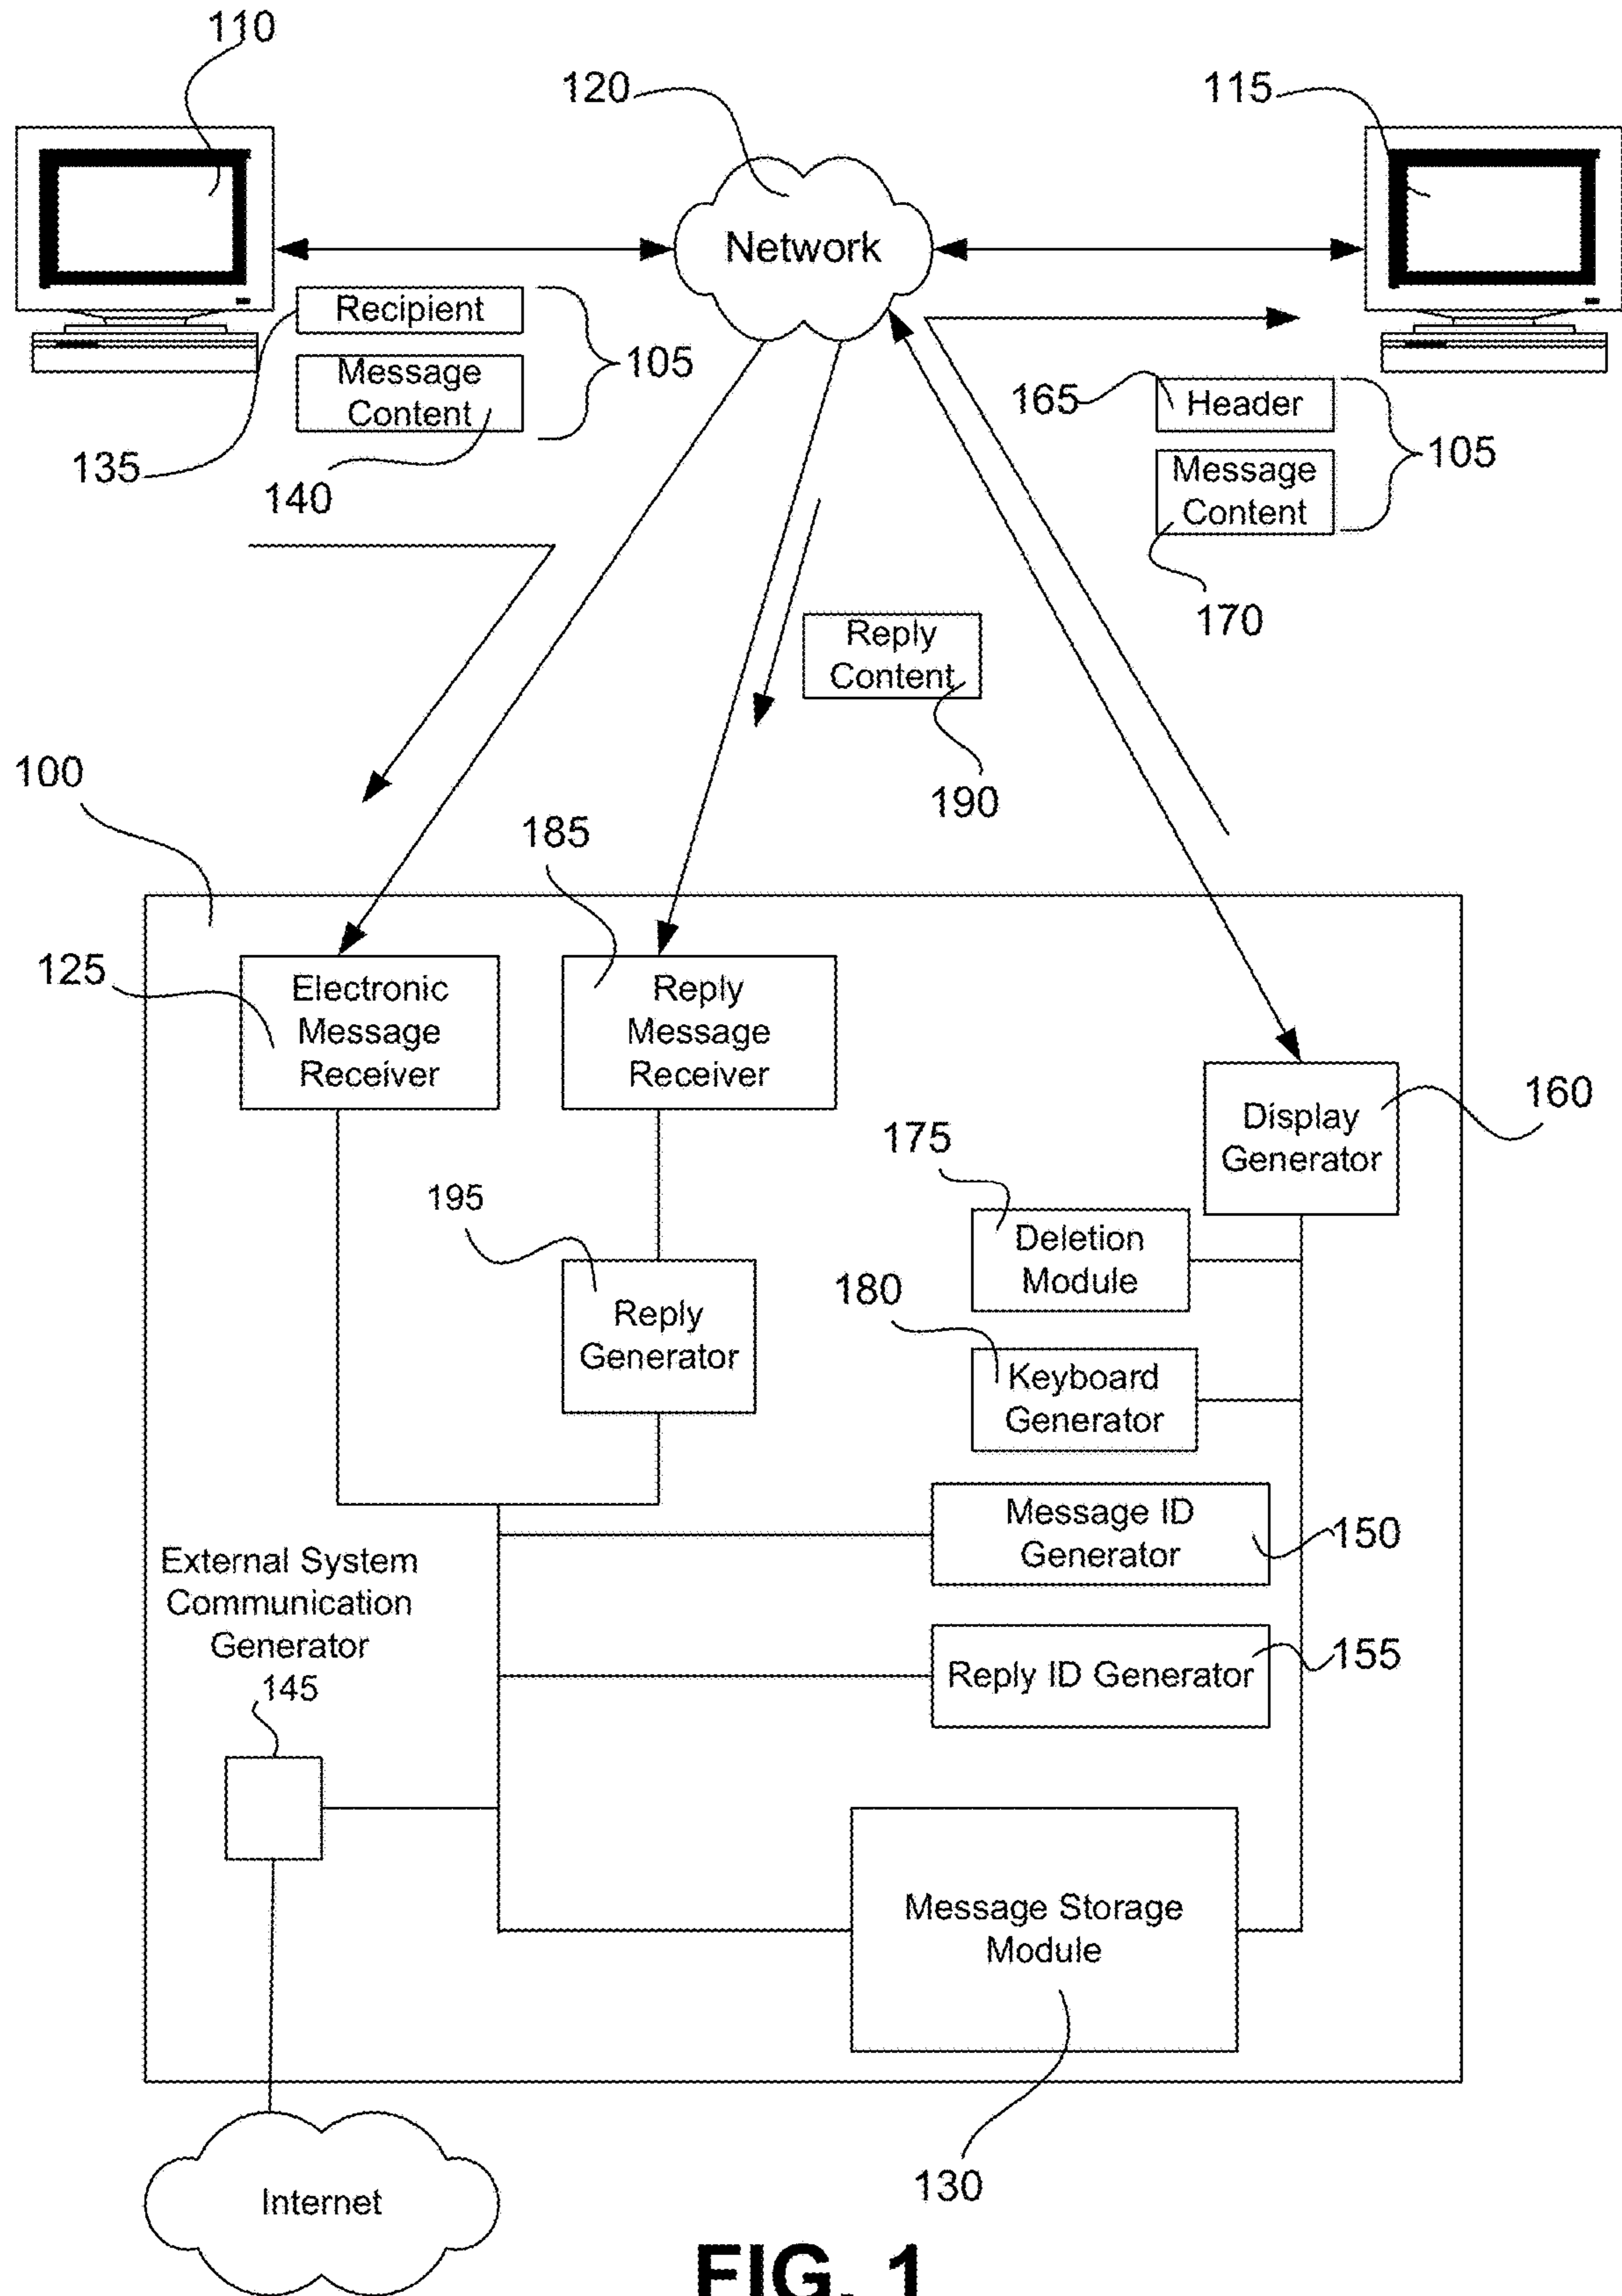 110
120
115
Network
Recipient
105
Message
Content
135
140
165
Header
105
Message
Content
170
Reply
Content
190
100
185
125
Electronic
Message
Receiver
Reply
Message
Receiver
160
Display
Generator
175
195
Deletion
Module
180
Reply
Generator
Keyboard
Generator
Message ID
Generator
150
External System
Communication
Generator
145
Reply ID Generator
155
Message Storage
Module
130
Internet
FIG. 1